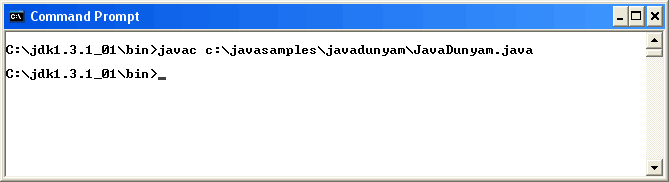 Command Prompt
C:\jdk1.3.1_01\bin>javac c:\javasamples\javadunyam\JavaDunyam.java
C:\jdk1.3.1_01\bin>_